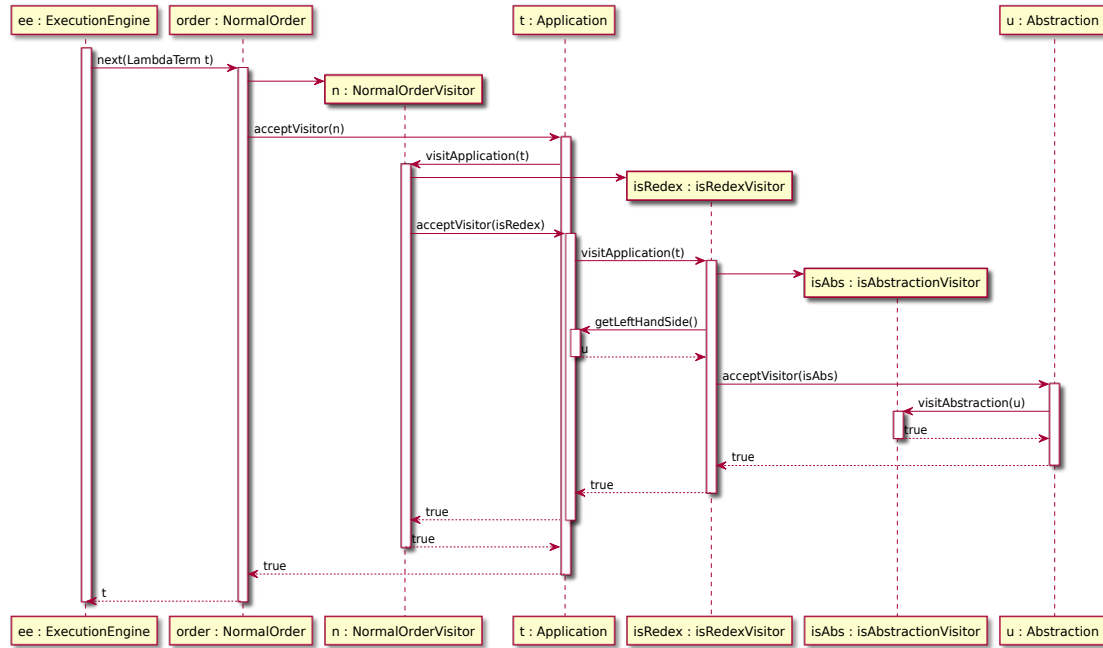 ee : ExecutionEngine
order : NormalOrder
t : Application
u : Abstraction
next(LambdaTerm t)
n : NormalOrderVisitor
acceptVisitor(n)
visitApplication(t)
isRedex : isRedexVisitor
acceptVisitor(isRedex)
visitApplication(t)
isAbs : isAbstractionVisitor
getLeftHandSide()
u
acceptVisitor(isAbs)
visitAbstraction(u)
true
true
true
true
true
true
t
ee : ExecutionEngine
order : NormalOrder
n : NormalOrderVisitor
t : Application
isRedex : isRedexVisitor
isAbs : isAbstractionVisitor
u : Abstraction